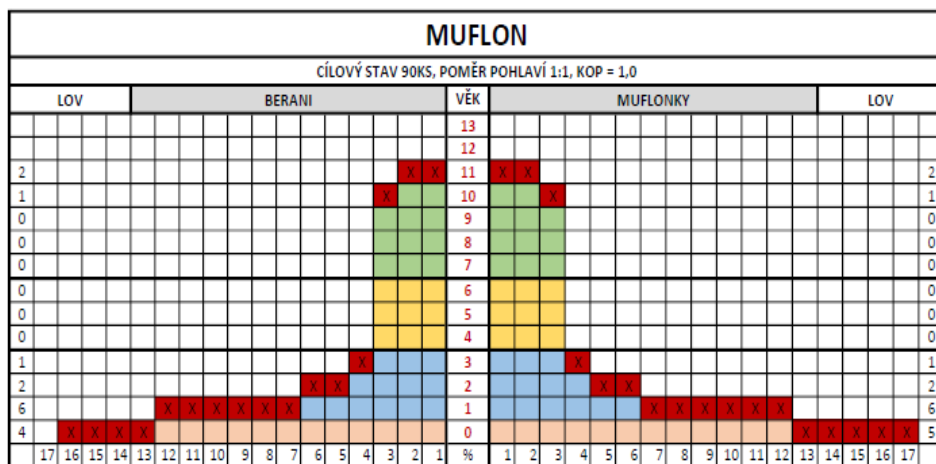 MUFLON
CÍLOVÝ STAV 90KS, POMĚR POHLAVÍ 1:1, KOP = 1,0
LOV BERANI VĚK MUFLONKY LOV
13
12
2 X X 11 X X 2
1 X 10 X 1
0 9 0
0 8 0
0 7 0
0 6 0
0 5 0
0 4 0
1 X 3 X 1
2 X X 2 X X 2
6 X X X X X X 1 X X X X X X 6
4 X X X X 0 X X X X X 5
17 16 15 14 13 12 11 10 9 8 7 6 5 4 3 2 1 % 1 2 3 4 5 6 7 8 9 10 11 12 13 14 15 16 17